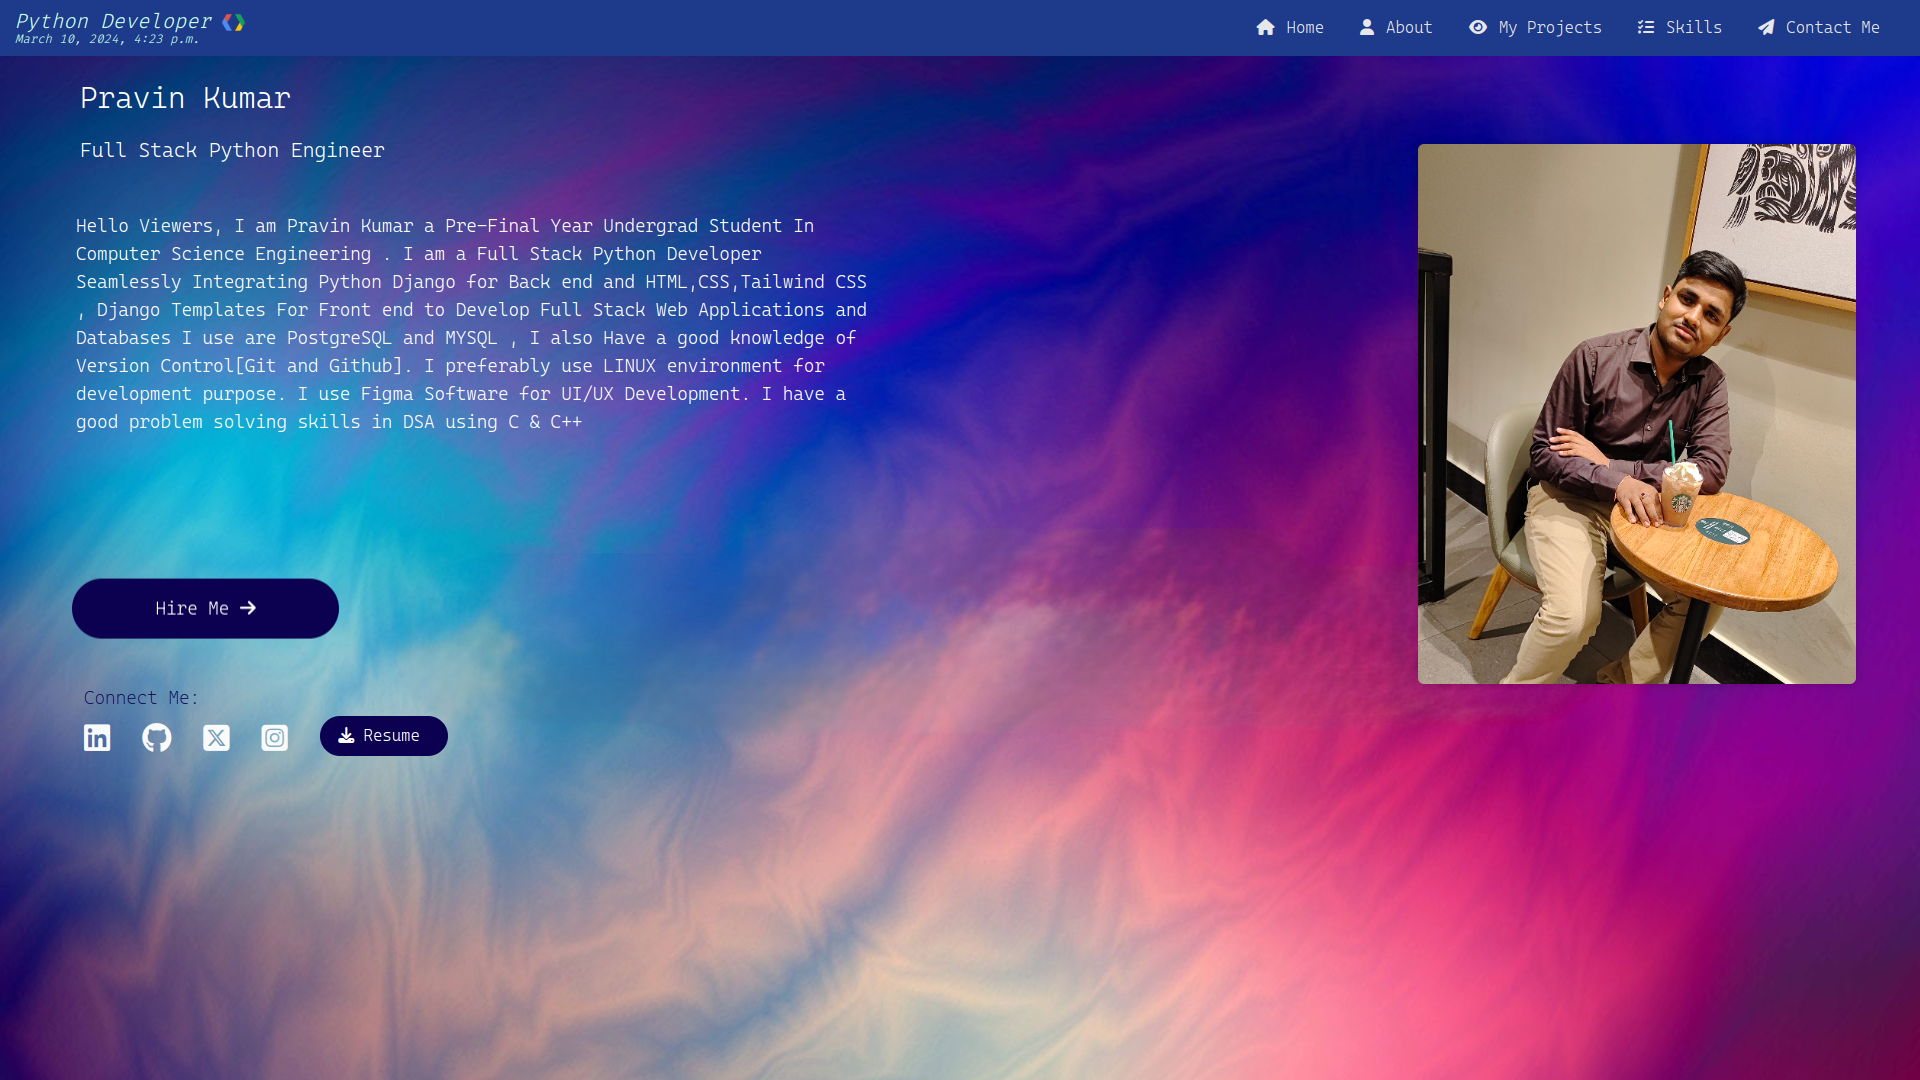 Python Developer
March 10, 2024, 4:23 p.m.
Home
About
My Projects
Skills
Contact Me
Pravin Kumar
Full Stack Python Engineer
Hello Viewers, I am Pravin Kumar a Pre-Final Year Undergrad Student In
Computer Science Engineering . I am a Full Stack Python Developer
Seamlessly Integrating Python Django for Back end and HTML,CSS,Tailwind CSS
, Django Templates For Front end to Develop Full Stack Web Applications and
Databases I use are PostgreSQL and MYSQL , I also Have a good knowledge of
Version Control[Git and Github]. I preferably use LINUX environment for
development purpose. I use Figma Software for UI/UX Development. I have a
good problem solving skills in DSA using C & C++
Hire Me
Connect Me:
Resume